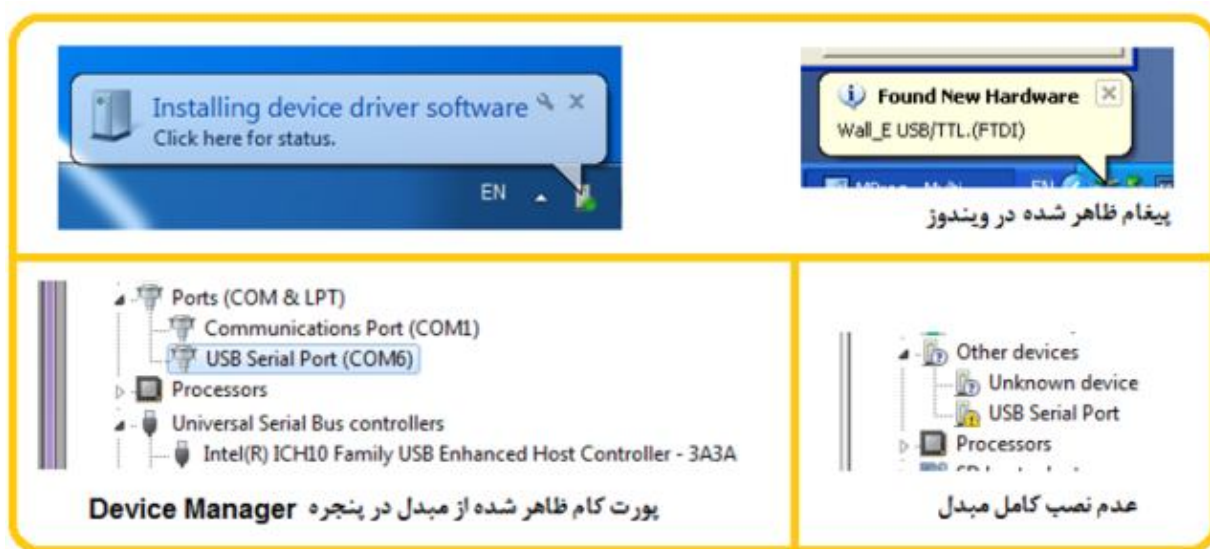 Installing device driver software
Click here for status.
EN
Found New Hardware
Wall_E USB/TTL.(FTDI)
EN
پیغام ظاهر شده در ویندوز
Ports (COM & LPT)
Communications Port (COM1)
USB Serial Port (COM6)
Processors
Universal Serial Bus controllers
Intel(R) ICH10 Family USB Enhanced Host Controller - 3A3A
پورت کام ظاهر شده از مبدل در پنجره Device Manager
Other devices
Unknown device
USB Serial Port
Processors
عدم نصب کامل مبدل